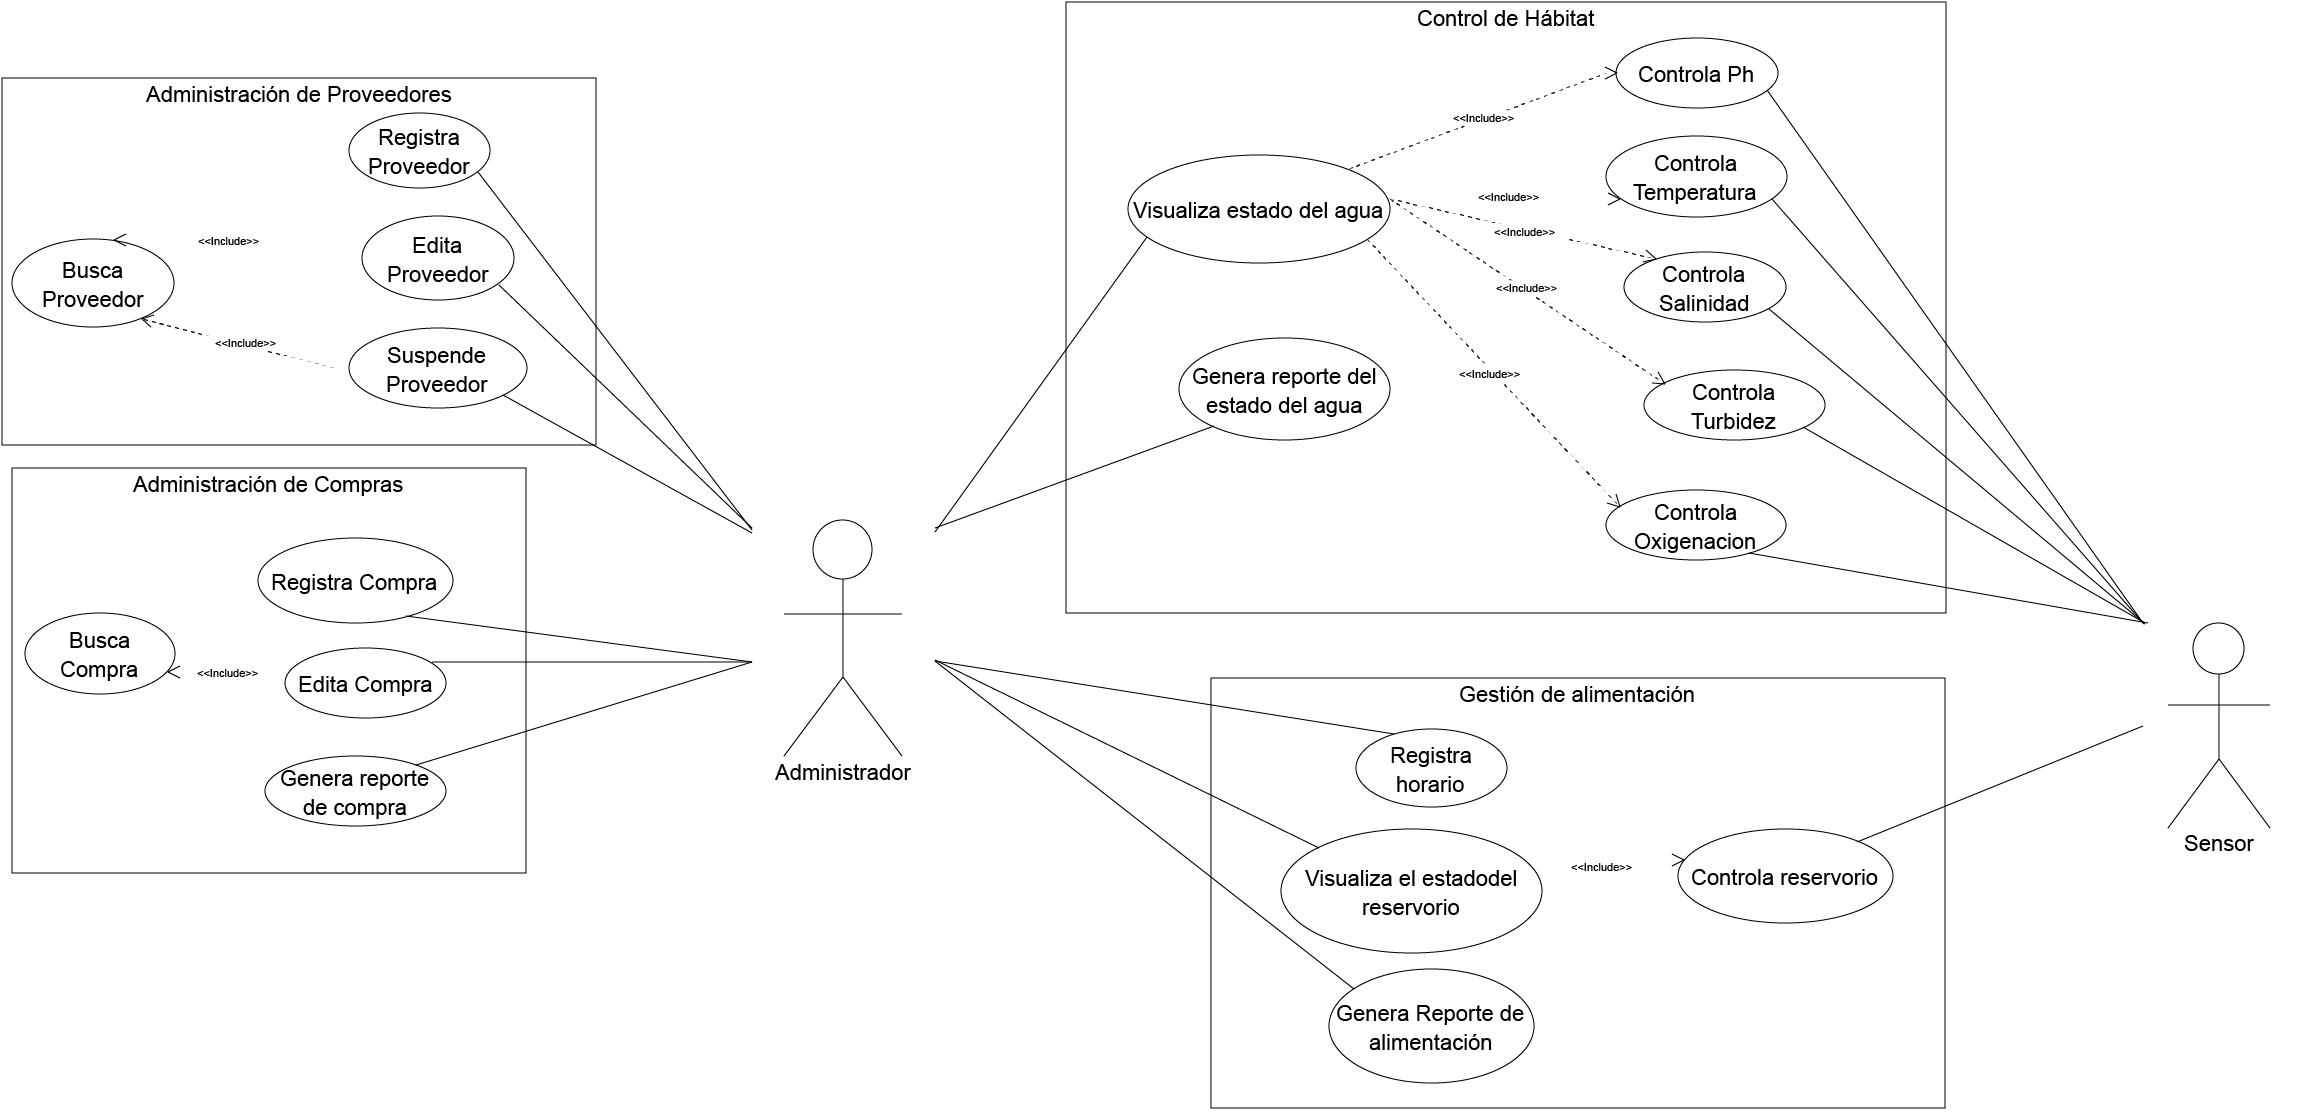 Administración de Proveedores
Registra
Proveedor
Edita
Proveedor
<<Include>>
Busca
Proveedor
<<Include>>
Suspende
Proveedor
Administración de Compras
Registra Compra
Busca
Compra
<<Include>>
Edita Compra
Genera reporte
de compra
Administrador
Control de Hábitat
Controla Ph
<<Include>>
Controla
Temperatura
<<Include>>
Visualiza estado del agua
<<Include>>
Controla
Salinidad
<<Include>>
Genera reporte del
estado del agua
<<Include>>
Controla
Turbidez
Controla
Oxigenacion
Gestión de alimentación
Registra
horario
Visualiza el estadodel
reservorio
<<Include>>
Controla reservorio
Genera Reporte de
alimentación
Sensor